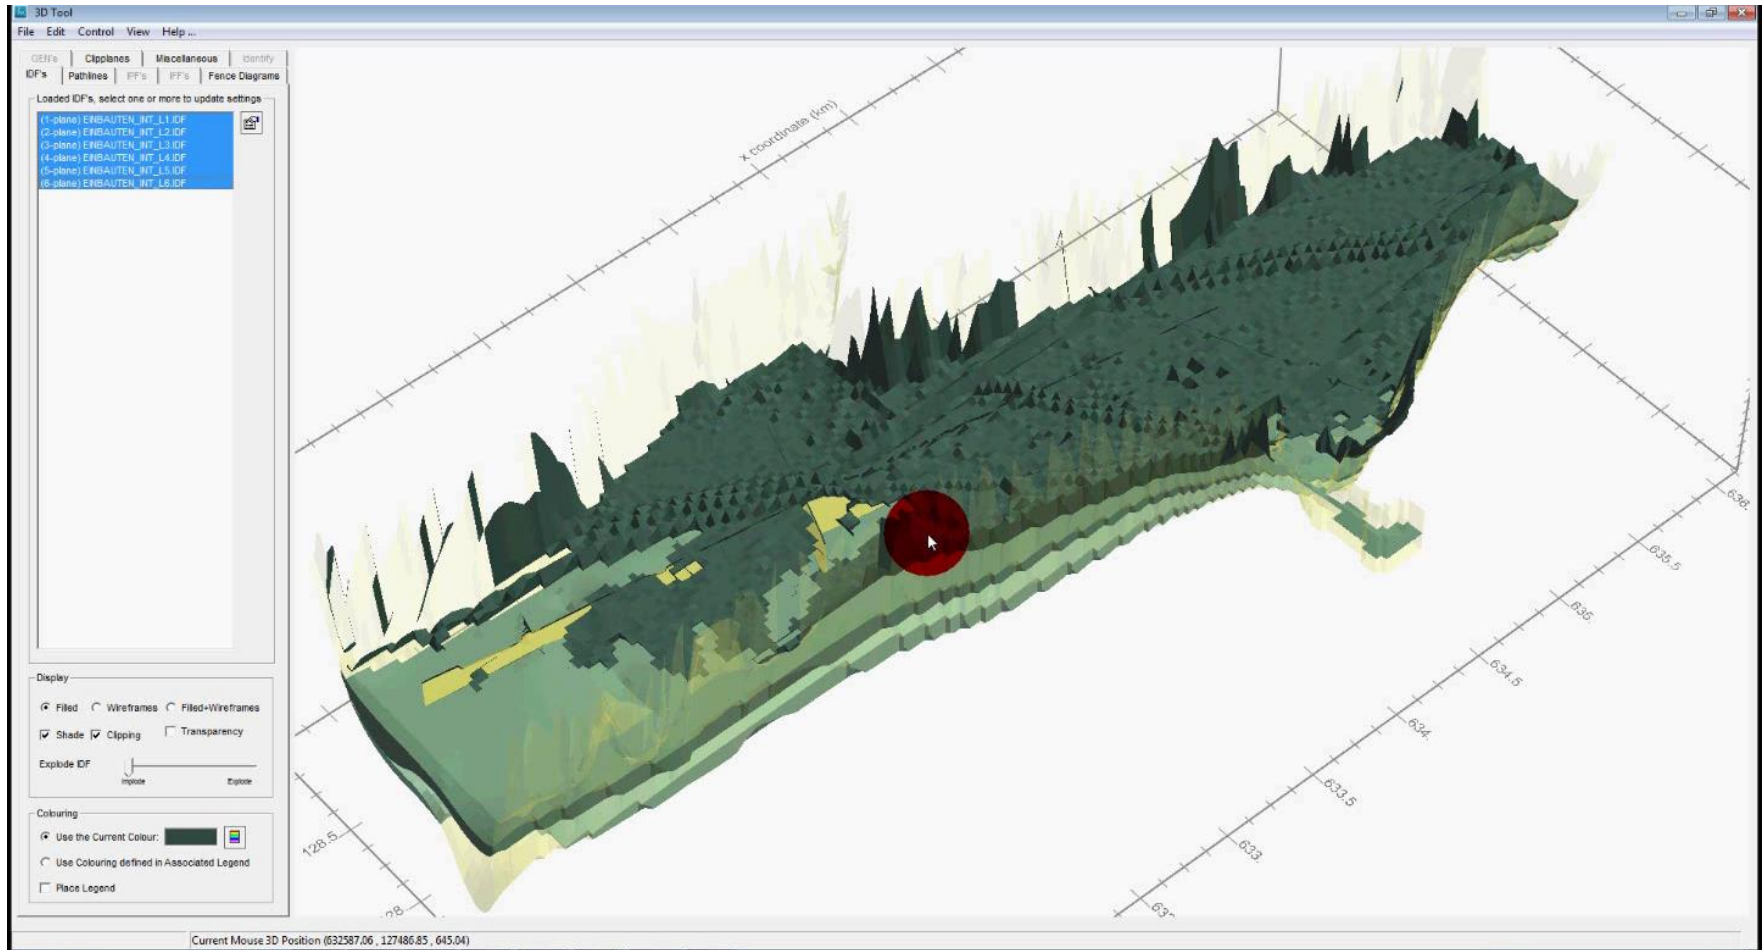 3D Tool
File Edit Control View Help ...
GEN's Clipplanes Miscellaneous Identify
IDF's Pathlines IPF's IFF's Fence Diagrams
Loaded IDF's, select one or more to update settings
(1-plane) EINBAUTEN_INT_L1.IDF
(2-plane) EINBAUTEN_INT_L2.IDF
(3-plane) EINBAUTEN_INT_L3.IDF
(4-plane) EINBAUTEN_INT_L4.IDF
(5-plane) EINBAUTEN_INT_L5.IDF
(6-plane) EINBAUTEN_INT_L6.IDF
Display
Filled Wireframes Filled+Wireframes
Shade Clipping Transparency
Explode IDF
Implode Explode
Colouring
Use the Current Colour:
Use Colouring defined in Associated Legend
Place Legend
x coordinate (km)
636.
635.5
635.
634.5
634.
633.5
633.
128.5
Current Mouse 3D Position (632587.06 , 127486.85 , 645.04)